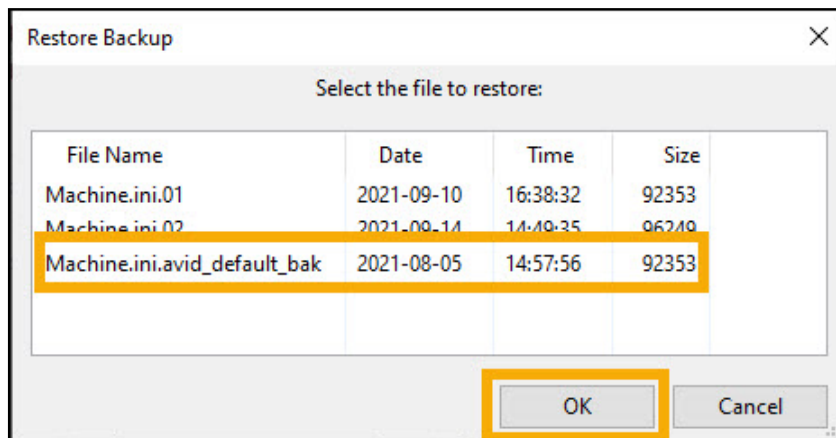 Restore Backup
Select the file to restore:
File Name Date Time Size
Machine.ini.01 2021-09-10 16:38:32 92353
Machine.ini.02 2021-09-14 14:49:35 96249
Machine.ini.avid_default_bak 2021-08-05 14:57:56 92353
OK Cancel